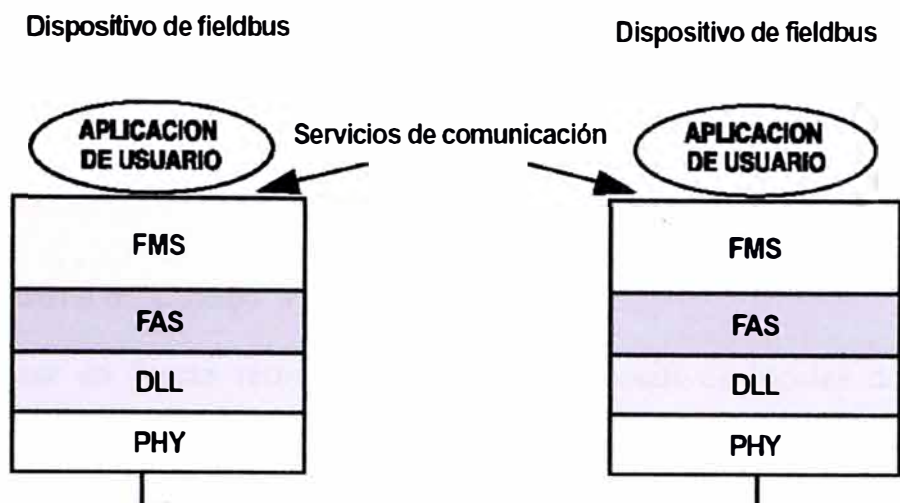 Dispositivo de fieldbus
Dispositivo de fieldbus
APLICACION
DE USUARIO
Servicios de comunicación
APLICACION
DE USUARIO
FMS
FAS
DLL
PHY
FMS
FAS
DLL
PHY